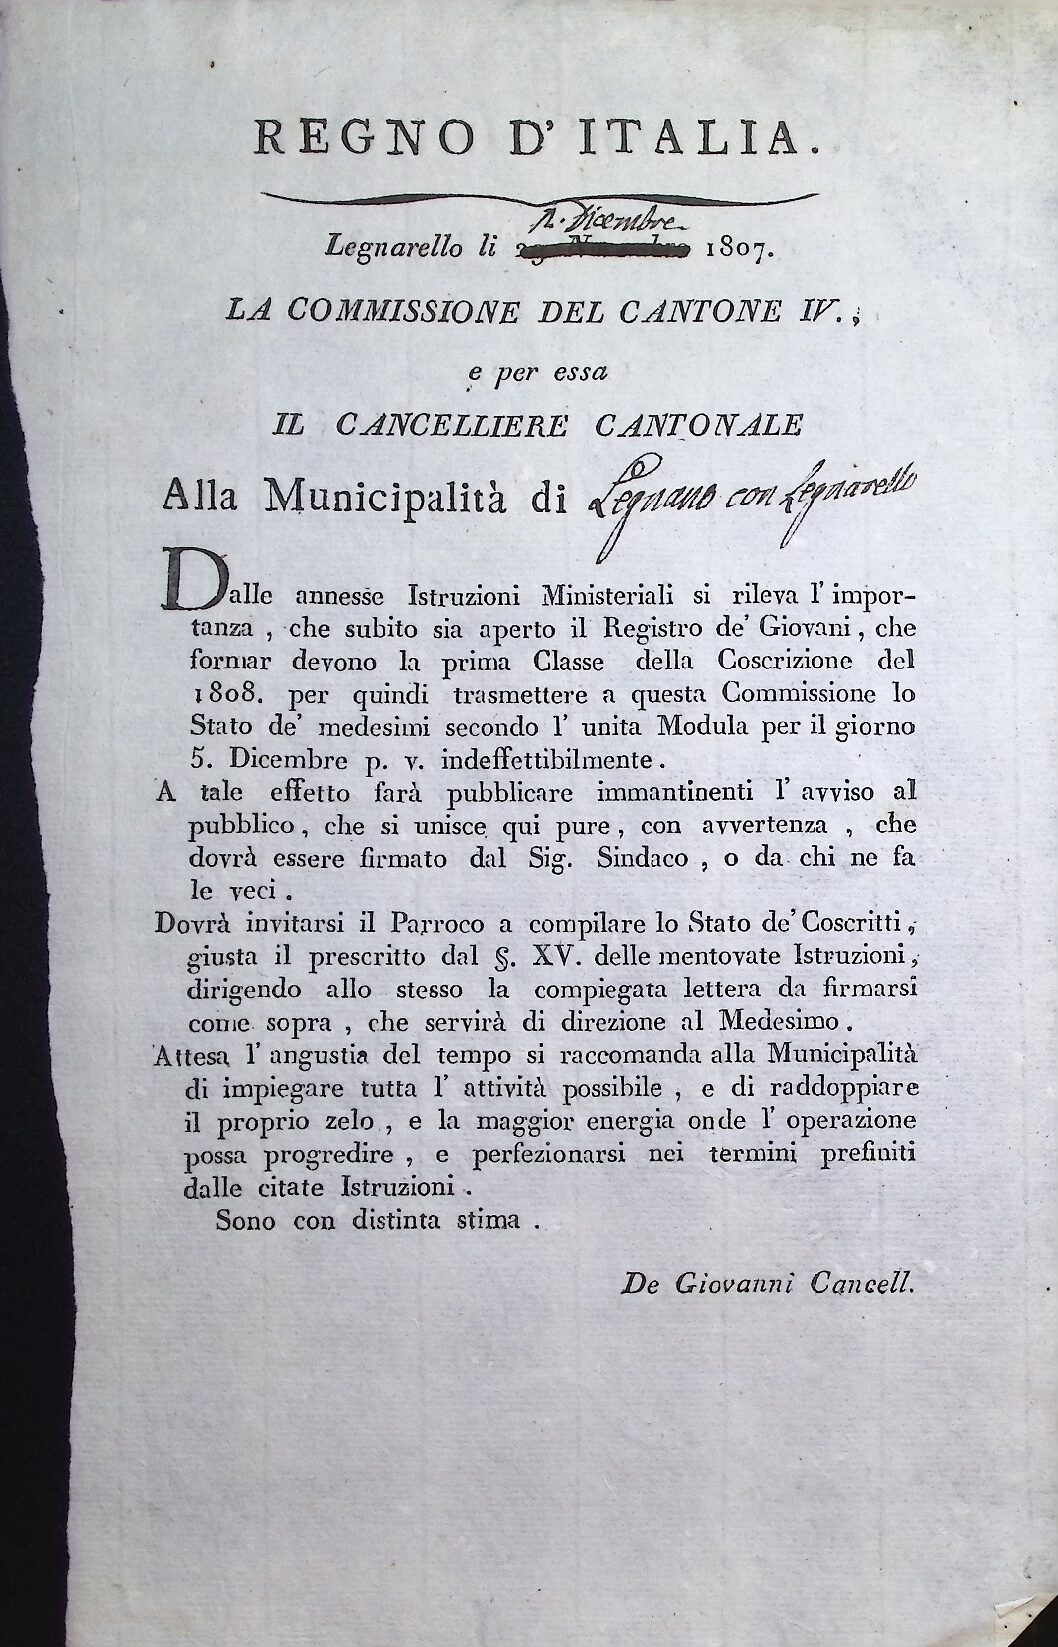 REGNO D' ITALIA.
Dicembre
Legnarello li 29 Novembre 1807.
LA COMMISSIONE DEL CANTONE IV.,
e per essa
IL CANCELLIERE CANTONALE
Alla Municipalità di Legnano con Legnarello
Dalle annesse Istruzioni Ministeriali si rileva l' impor-
tanza, che subito sia aperto il Registro de' Giovani, che
formar devono la prima Classe della Coscrizione del
1808. per quindi trasmettere a questa Commissione lo
Stato de' medesimi secondo l' unita Modula per il giorno
5. Dicembre p. v. indeffettibilmente.
A tale effetto farà pubblicare immantinenti l' avviso al
pubblico, che si unisce qui pure, con avvertenza, che
dovrà essere firmato dal Sig. Sindaco, o da chi ne fa
le veci.
Dovrà invitarsi il Parroco a compilare lo Stato de' Coscritti,
giusta il prescritto dal §. XV. delle mentovate Istruzioni,
dirigendo allo stesso la compiegata lettera da firmarsi
come sopra, che servirà di direzione al Medesimo.
Attesa l' angustia del tempo si raccomanda alla Municipalità
di impiegare tutta l' attività possibile, e di raddoppiare
il proprio zelo, e la maggior energia onde l' operazione
possa progredire, e perfezionarsi nei termini prefiniti
dalle citate Istruzioni.
Sono con distinta stima.
De Giovanni Cancell.